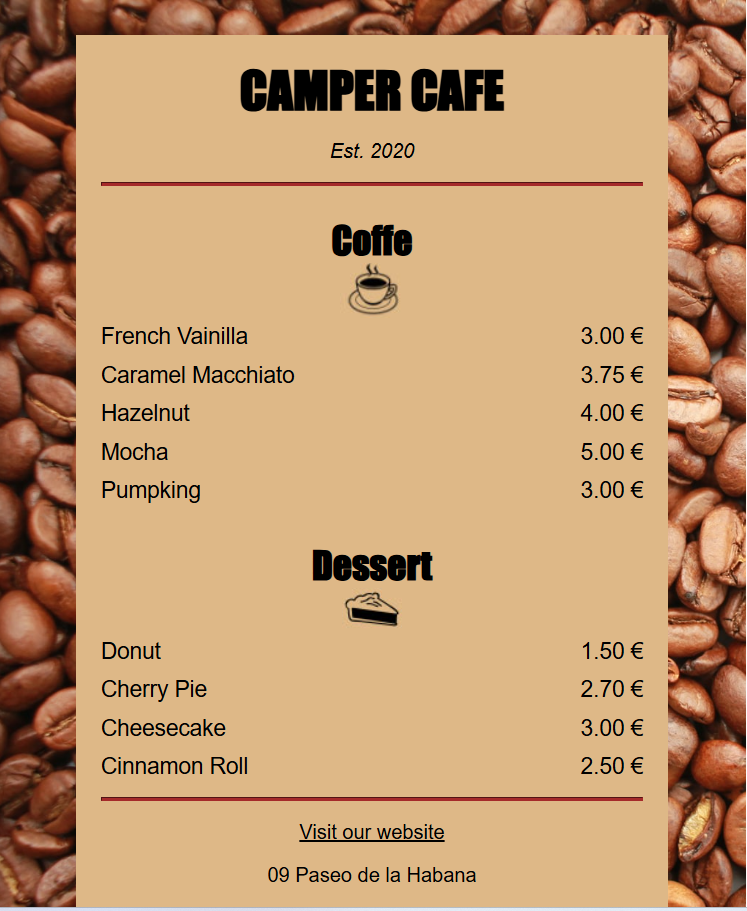 CAMPER CAFE
Est. 2020
Coffe
French Vainilla 3.00 €
Caramel Macchiato 3.75 €
Hazelnut 4.00 €
Mocha 5.00 €
Pumpking 3.00 €
Dessert
Donut 1.50 €
Cherry Pie 2.70 €
Cheesecake 3.00 €
Cinnamon Roll 2.50 €
Visit our website
09 Paseo de la Habana